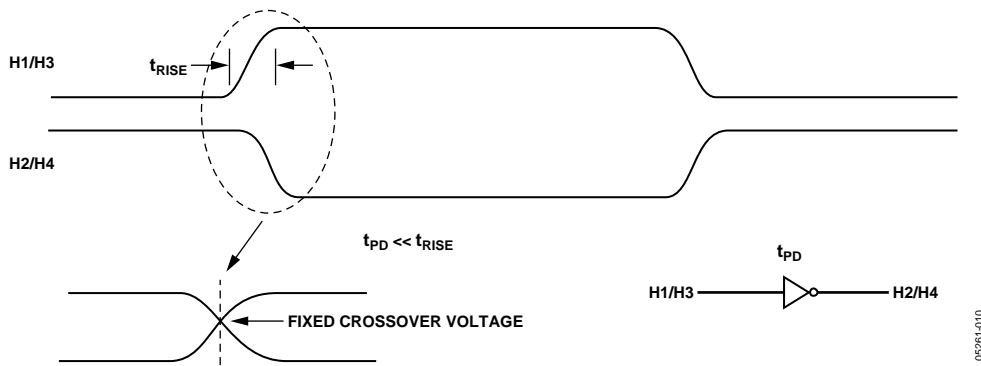 H1/H3
tRISE
H2/H4
tPD << tRISE
tPD
H1/H3
H2/H4
FIXED CROSSOVER VOLTAGE
05261-010